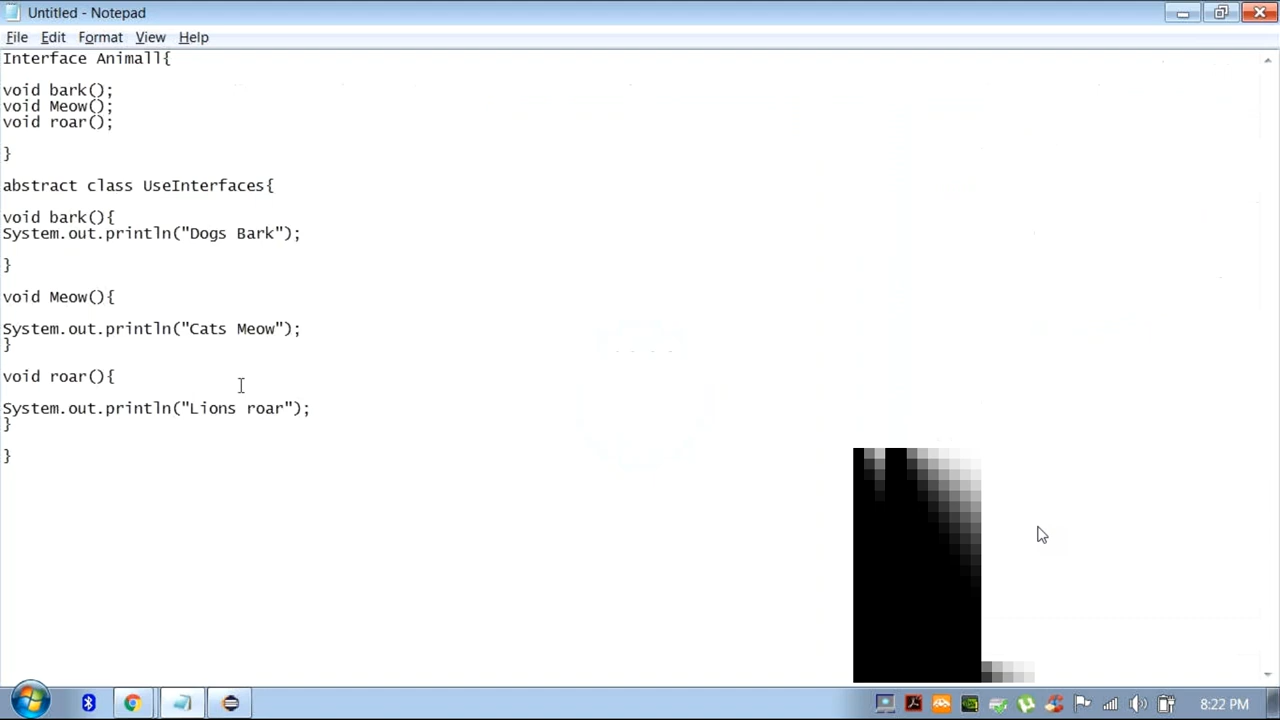 Untitled - Notepad
File Edit Format View Help
Interface Animall{
void bark();
void Meow();
void roar();
}
abstract class UseInterfaces{
void bark(){
System.out.println("Dogs Bark");
}
void Meow(){
System.out.println("Cats Meow");
}
void roar(){
System.out.println("Lions roar");
}
}
8:22 PM